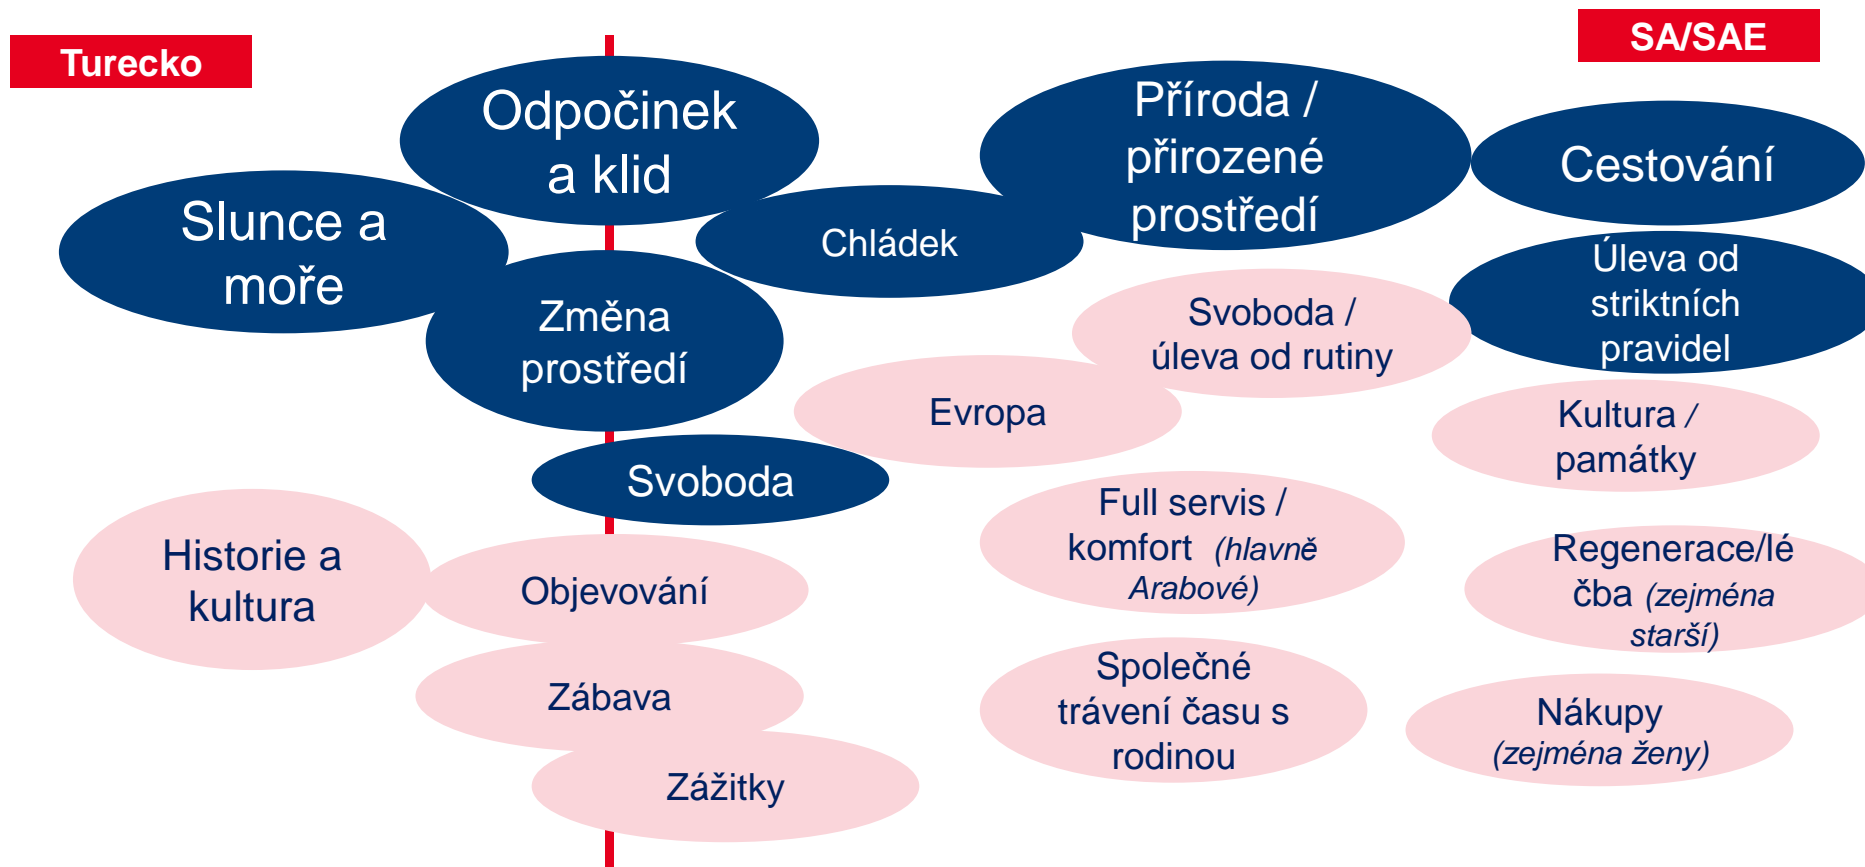 Turecko
SA/SAE
Odpočinek
a klid
Příroda /
přirozené
prostředí
Cestování
Slunce a
moře
Chládek
Úleva od
striktních
pravidel
Změna
prostředí
Svoboda /
úleva od rutiny
Evropa
Kultura /
památky
Svoboda
Full servis /
komfort (hlavně
Arabové)
Historie a
kultura
Objevování
Regenerace/lé
čba (zejména
starší)
Zábava
Společné
trávení času s
rodinou
Nákupy
(zejména ženy)
Zážitky